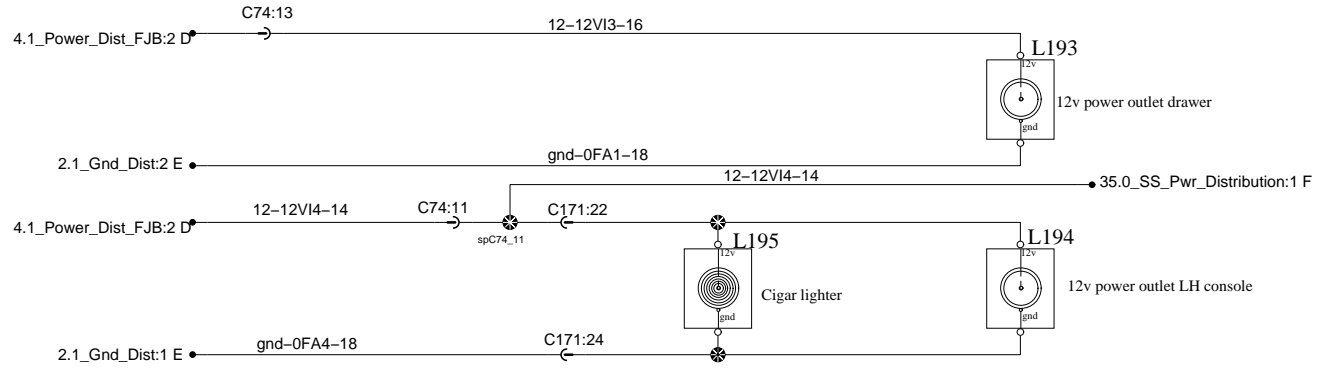 C74:13
12−12VI3−16
4.1_Power_Dist_FJB:2 D
L193
12v
12v power outlet drawer
gnd
gnd−0FA1−18
2.1_Gnd_Dist:2 E
12−12VI4−14
35.0_SS_Pwr_Distribution:1 F
12−12VI4−14
C74:11
C171:22
4.1_Power_Dist_FJB:2 D
spC74_11
L195
L194
12v
12v
Cigar lighter
12v power outlet LH console
gnd
gnd
gnd−0FA4−18
C171:24
2.1_Gnd_Dist:1 E